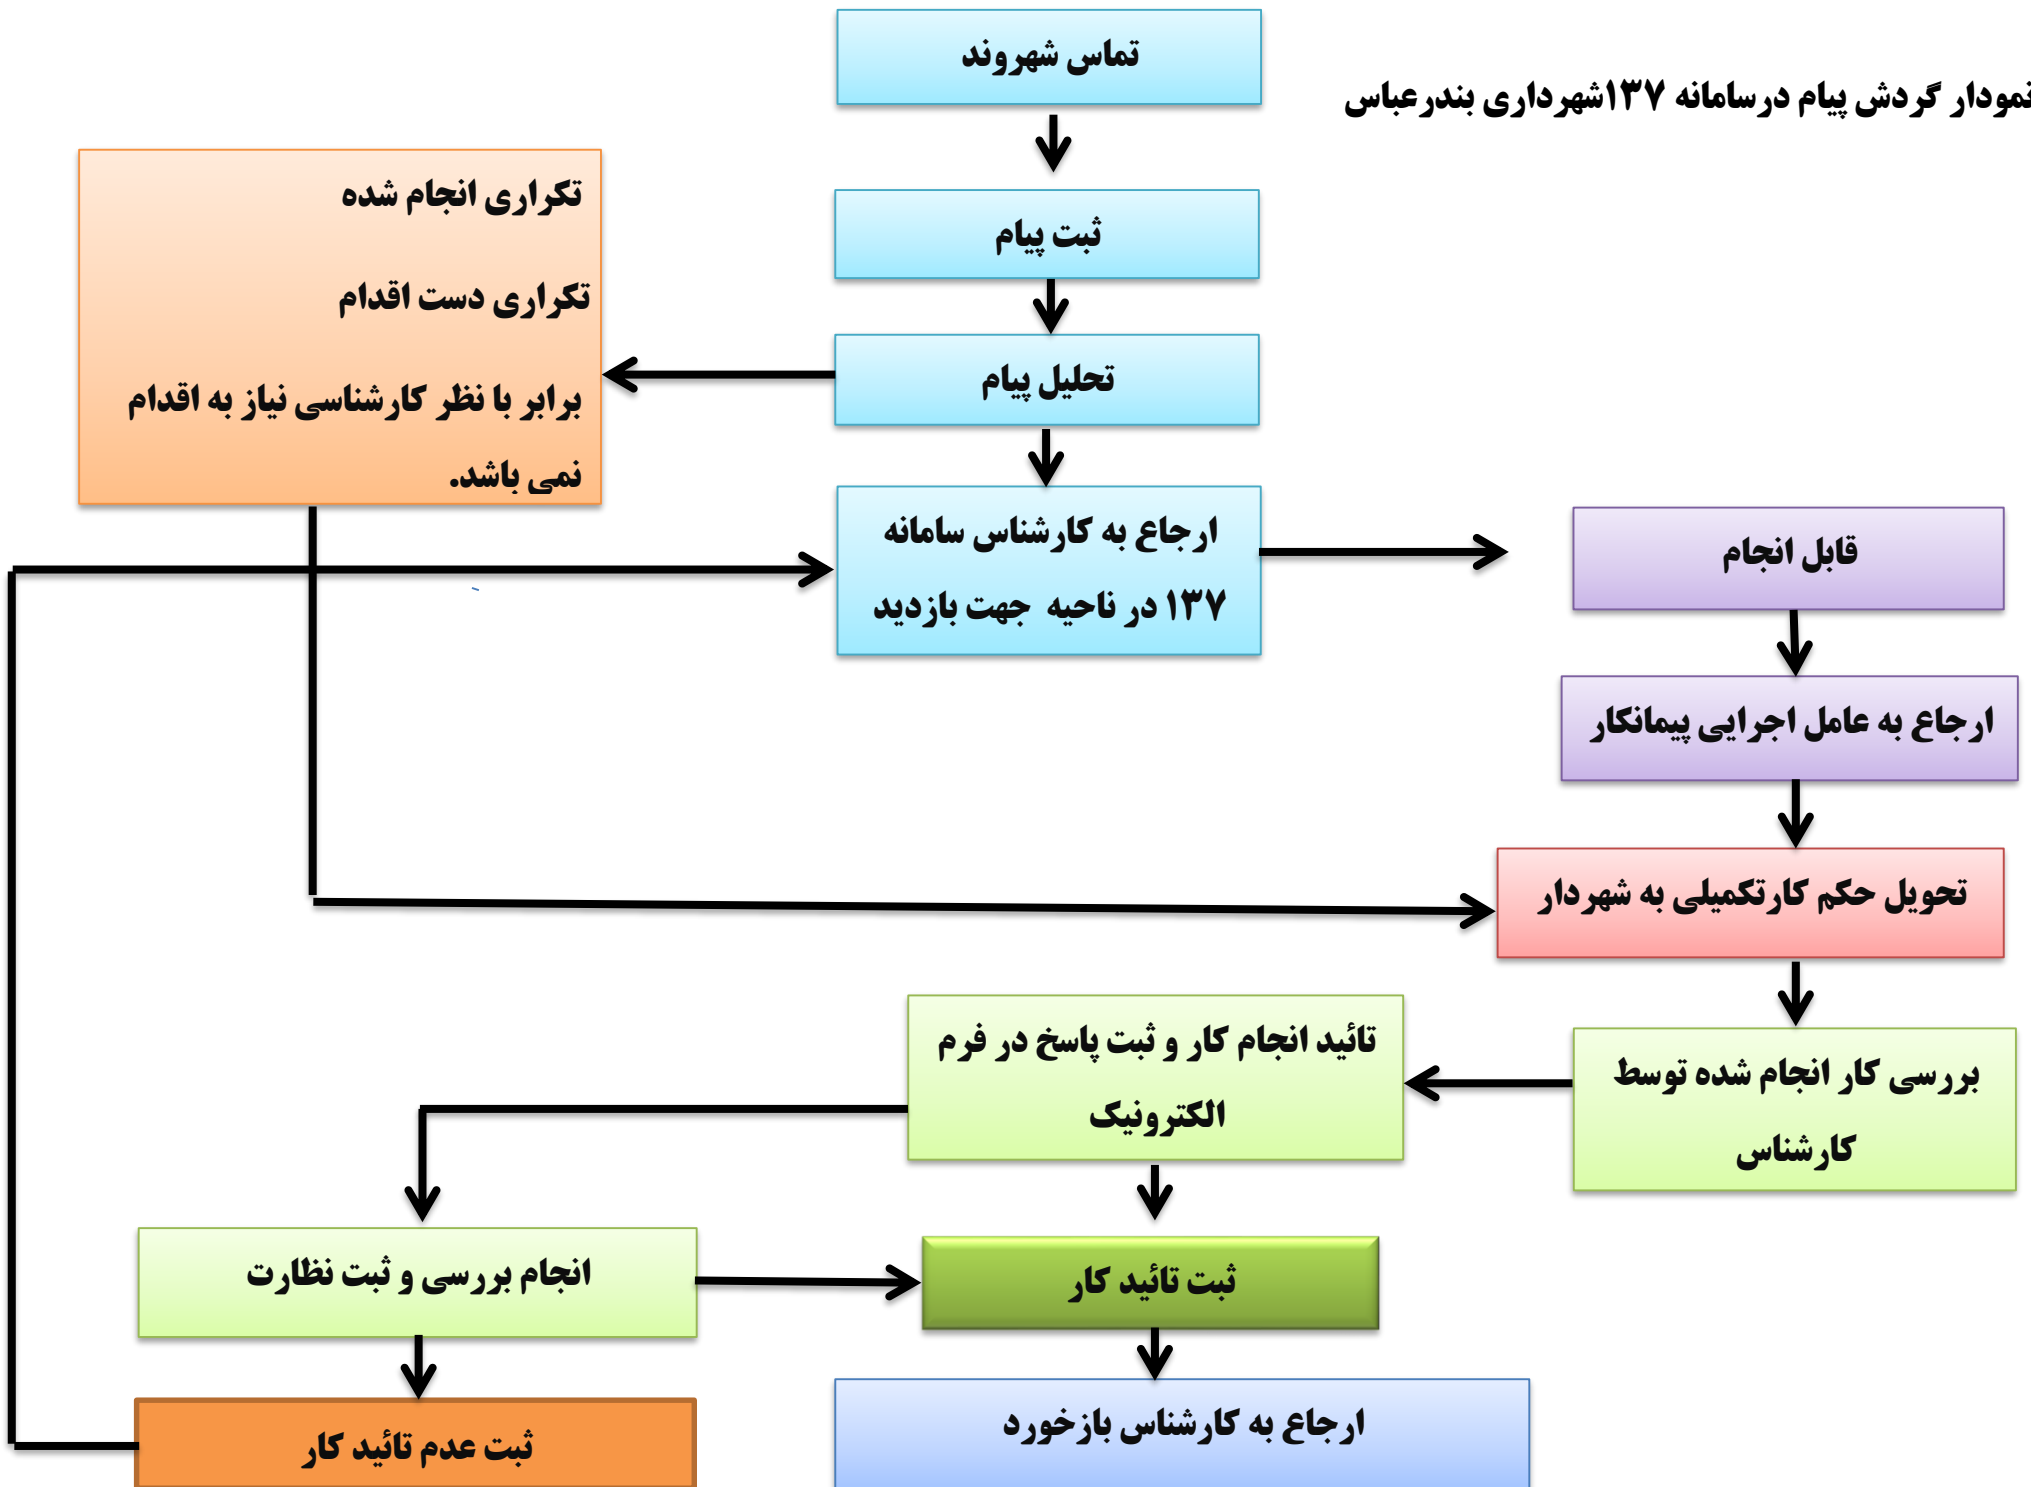 نمودار گردش پیام درسامانه ۱۳۷شهرداری بندرعباس
تماس شهروند
ثبت پیام
تحلیل پیام
تکراری انجام شده
تکراری دست اقدام
برابر با نظر کارشناسی نیاز به اقدام
نمی باشد.
ارجاع به کارشناس سامانه
۱۳۷ در ناحیه جهت بازدید
قابل انجام
ارجاع به عامل اجرایی پیمانکار
تحویل حکم کارتکمیلی به شهردار
بررسی کار انجام شده توسط
کارشناس
تائید انجام کار و ثبت پاسخ در فرم
الکترونیک
انجام بررسی و ثبت نظارت
ثبت تائید کار
ثبت عدم تائید کار
ارجاع به کارشناس بازخورد